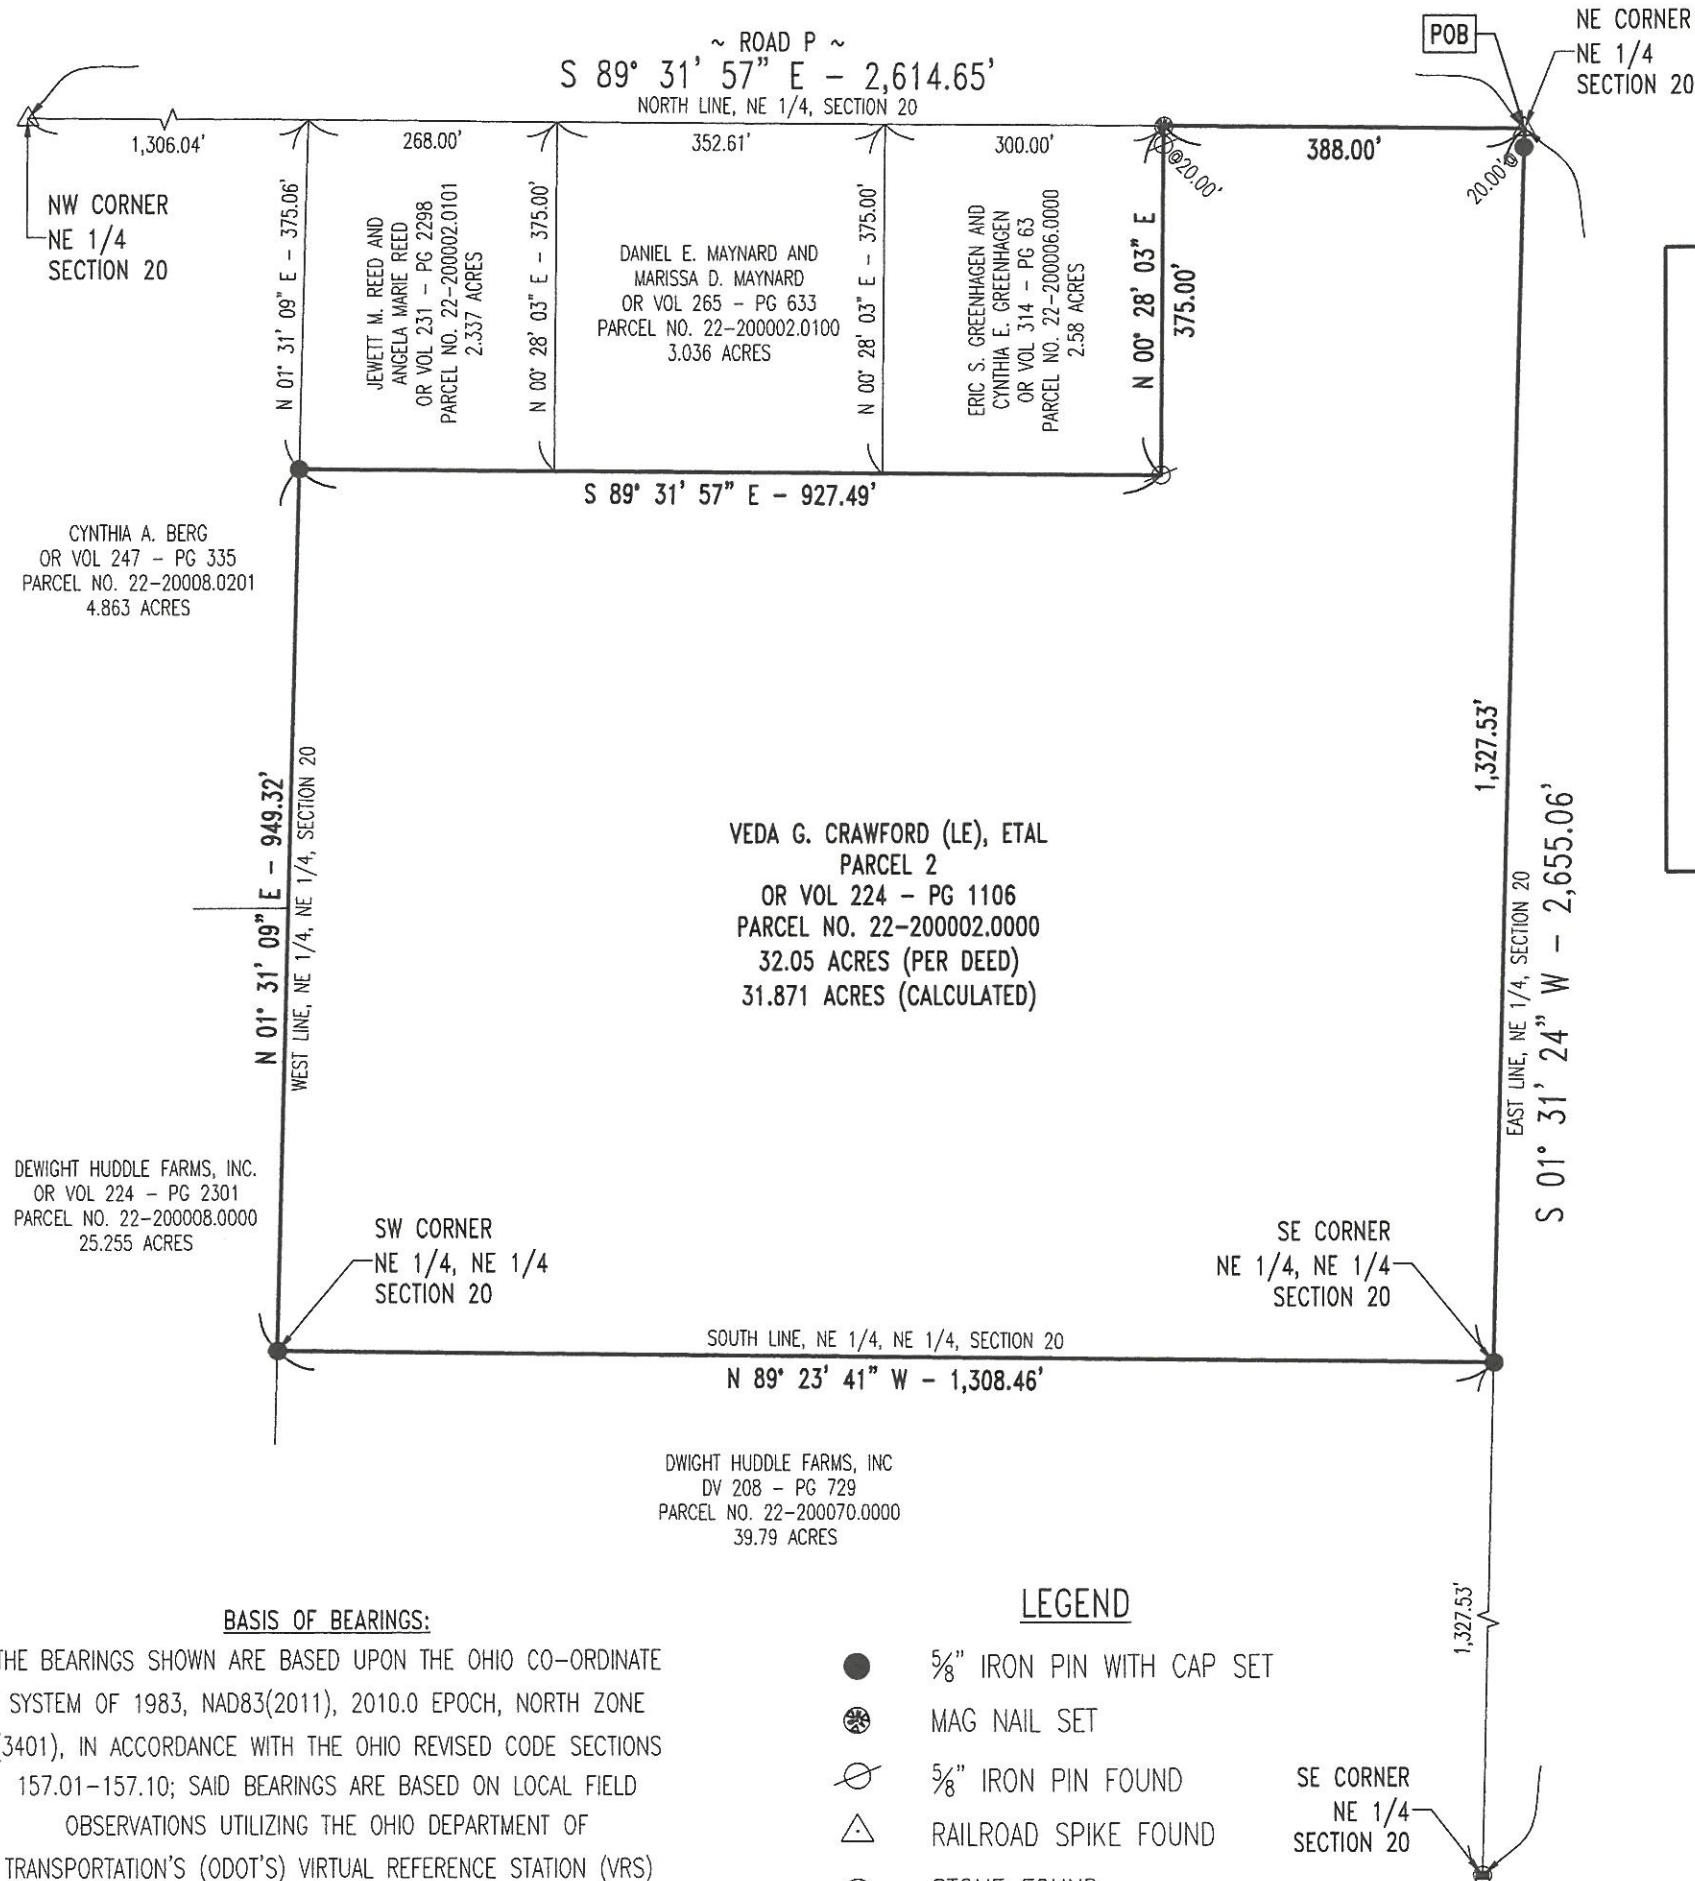 ~ ROAD P ~
S 89° 31' 57" E - 2,614.65'
NORTH LINE, NE 1/4, SECTION 20
POB
NE CORNER
NE 1/4
SECTION 20
1,306.04'
268.00'
352.61'
300.00'
388.00'
@20.00'
20.00'@
NW CORNER
NE 1/4
SECTION 20
N 01° 31' 09" E - 375.06'
JEWETT M. REED AND
ANGELA MARIE REED
OR VOL 231 - PG 2298
PARCEL NO. 22-200002.0101
2.337 ACRES
N 00° 28' 03" E - 375.00'
DANIEL E. MAYNARD AND
MARISSA D. MAYNARD
OR VOL 265 - PG 633
PARCEL NO. 22-200002.0100
3.036 ACRES
N 00° 28' 03" E - 375.00'
ERIC S. GREENHAGEN AND
CYNTHIA E. GREENHAGEN
OR VOL 314 - PG 63
PARCEL NO. 22-200006.0000
2.58 ACRES
N 00° 28' 03" E
375.00'
S 89° 31' 57" E - 927.49'
CYNTHIA A. BERG
OR VOL 247 - PG 335
PARCEL NO. 22-20008.0201
4.863 ACRES
N 01° 31' 09" E - 949.32'
WEST LINE, NE 1/4, NE 1/4, SECTION 20
VEDA G. CRAWFORD (LE), ETAL
PARCEL 2
OR VOL 224 - PG 1106
PARCEL NO. 22-200002.0000
32.05 ACRES (PER DEED)
31.871 ACRES (CALCULATED)
1,327.53'
EAST LINE, NE 1/4, SECTION 20
S 01° 31' 24" W - 2,655.06'
DEWIGHT HUDDLE FARMS, INC.
OR VOL 224 - PG 2301
PARCEL NO. 22-200008.0000
25.255 ACRES
SW CORNER
NE 1/4, NE 1/4
SECTION 20
SE CORNER
NE 1/4, NE 1/4
SECTION 20
SOUTH LINE, NE 1/4, NE 1/4, SECTION 20
N 89° 23' 41" W - 1,308.46'
DWIGHT HUDDLE FARMS, INC
DV 208 - PG 729
PARCEL NO. 22-200070.0000
39.79 ACRES
1,327.53'
BASIS OF BEARINGS:
THE BEARINGS SHOWN ARE BASED UPON THE OHIO CO-ORDINATE
SYSTEM OF 1983, NAD83(2011), 2010.0 EPOCH, NORTH ZONE
(3401), IN ACCORDANCE WITH THE OHIO REVISED CODE SECTIONS
157.01-157.10; SAID BEARINGS ARE BASED ON LOCAL FIELD
OBSERVATIONS UTILIZING THE OHIO DEPARTMENT OF
TRANSPORTATION'S (ODOT'S) VIRTUAL REFERENCE STATION (VRS)
LEGEND
5/8" IRON PIN WITH CAP SET
MAG NAIL SET
5/8" IRON PIN FOUND
RAILROAD SPIKE FOUND
SE CORNER
NE 1/4
SECTION 20